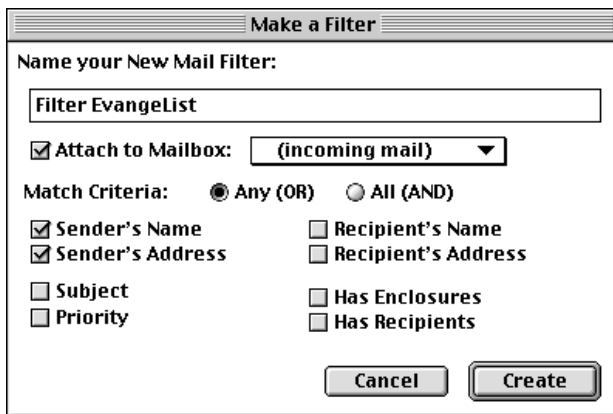 Make a Filter
Name your New Mail Filter:
Filter EvangeList
Attach to Mailbox: (incoming mail)
Match Criteria: Any (OR) All (AND)
Sender's Name Recipient's Name
Sender's Address Recipient's Address
Subject Has Enclosures
Priority Has Recipients
Cancel Create